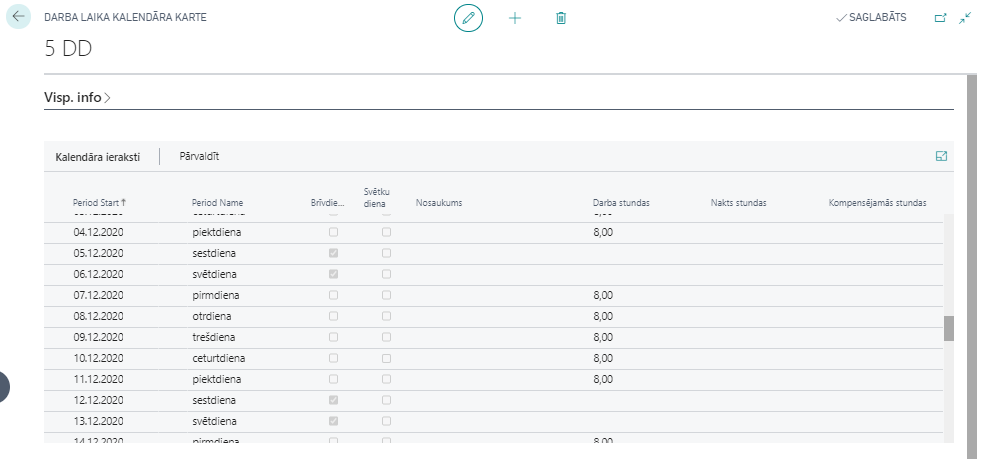 DARBA LAIKA KALENDĀRA KARTE
SAGLABĀTS
5 DD
Visp. info
Kalendāra ieraksti Pārvaldīt
Period Start Period Name Brīvdie... Svētku diena Nosaukums Darba stundas Nakts stundas Kompensējamās stundas
04.12.2020 piektdiena 8,00
05.12.2020 sestdiena
06.12.2020 svētdiena
07.12.2020 pirmdiena 8,00
08.12.2020 otrdiena 8,00
09.12.2020 trešdiena 8,00
10.12.2020 ceturtdiena 8,00
11.12.2020 piektdiena 8,00
12.12.2020 sestdiena
13.12.2020 svētdiena
14.12.2020 pirmdiena 8,00